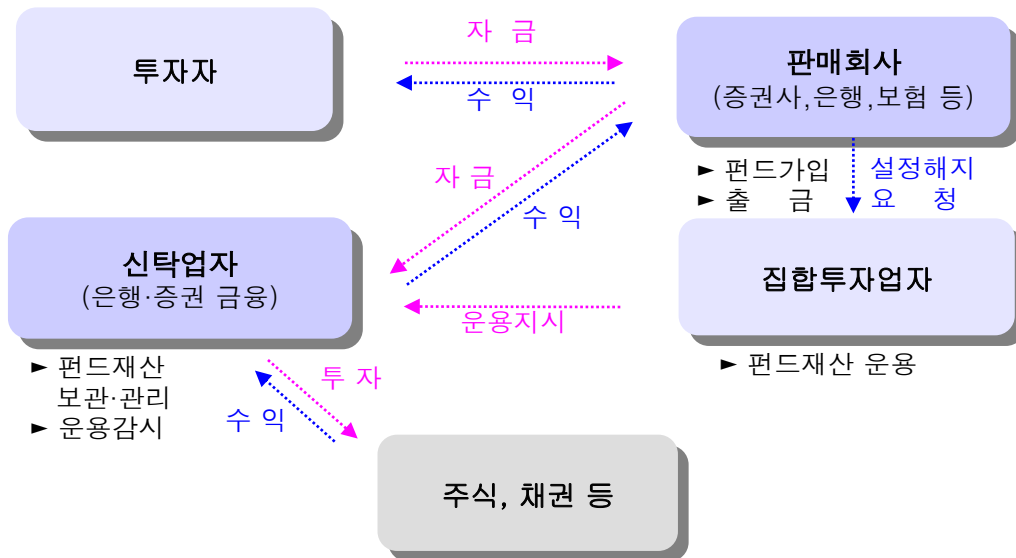 투자자
자 금
수 익
판매회사
(증권사,은행,보험 등)
► 펀드가입
► 출 금
설정해지
요 청
자 금
수 익
신탁업자
(은행·증권 금융)
집합투자업자
운용지시
► 펀드재산
보관·관리
► 운용감시
투 자
수 익
► 펀드재산 운용
주식, 채권 등